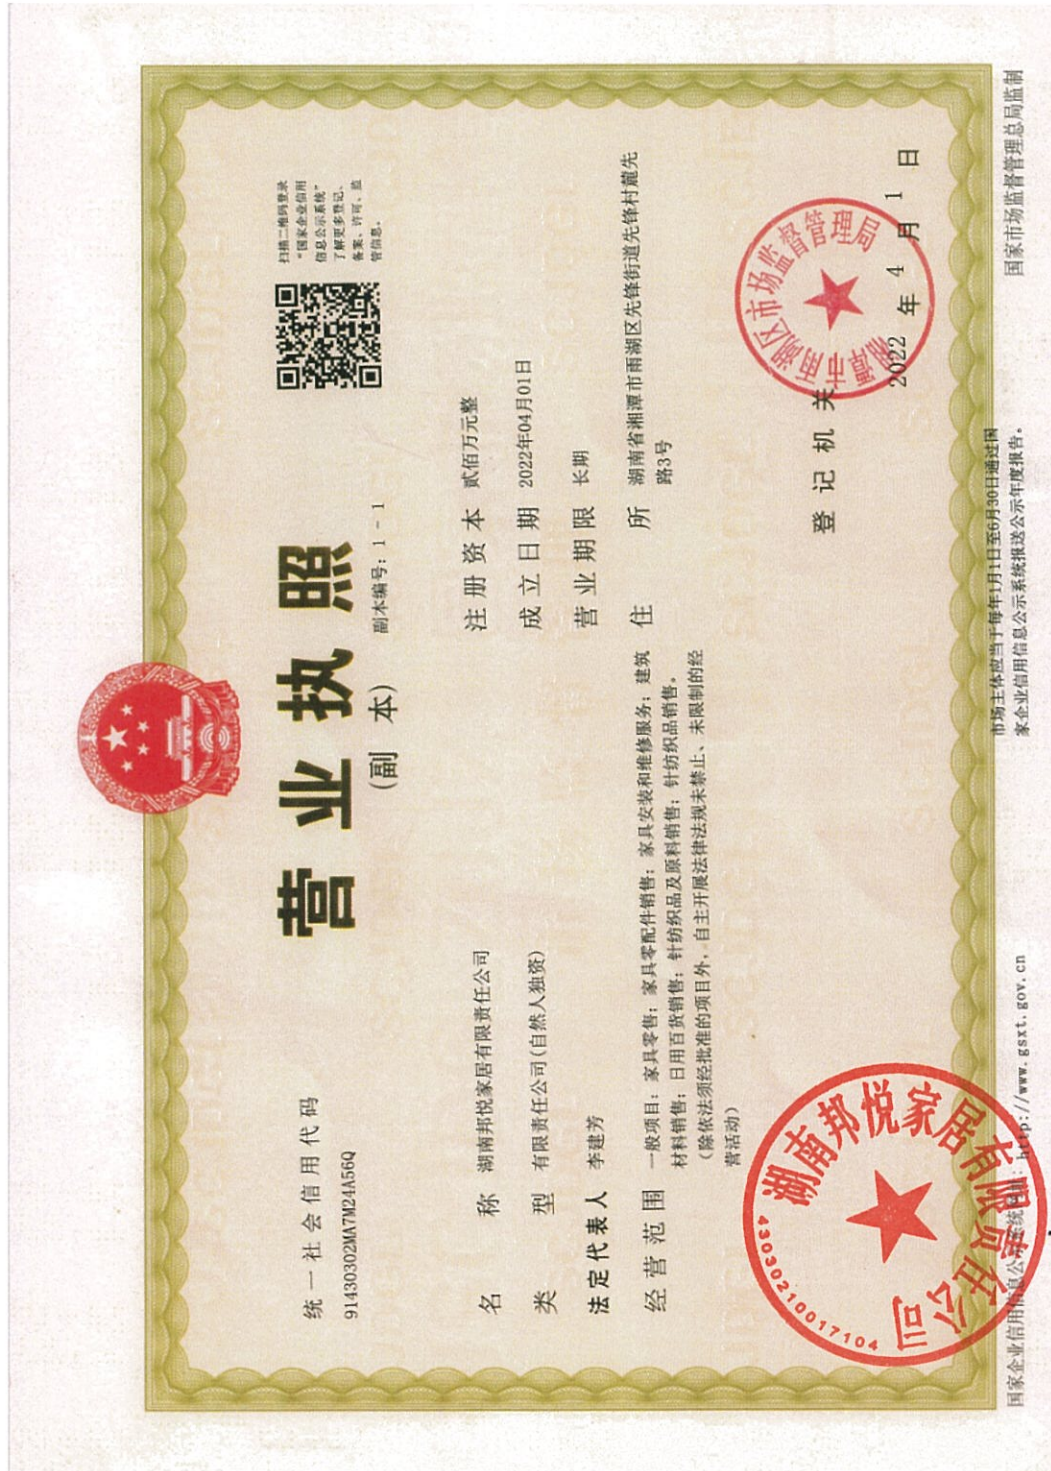 营业执照
(副 本)
副本编号: 1-1
统一社会信用代码
91430302MA7M24A56Q
扫描二维码登录
“国家企业信用
信息公示系统”
了解更多登记、
备案、许可、监
管信息。
名称 湖南邦悦家居有限责任公司
类型 有限责任公司(自然人独资)
法定代表人 李建芳
经营范围 一般项目:家具零售;家具零配件销售;家具安装和维修服务;建筑
材料销售;日用百货销售;针纺织品及原料销售;针纺织品销售。
(除依法须经批准的项目外,自主开展法律法规未禁止、未限制的经
营活动)
注册资本 贰佰万元整
成立日期 2022年04月01日
营业期限 长期
住所 湖南省湘潭市雨湖区先锋街道先锋村麓先
路3号
登记机关
湘潭市雨湖区市场监督管理局
2022 年 4 月 1 日
湖南邦悦家居有限责任公司
43030210017104
国家企业信用信息公示系统网址:http://www.gsxt.gov.cn
市场主体应当于每年1月1日至6月30日通过国
家企业信用信息公示系统报送公示年度报告。
国家市场监督管理总局监制